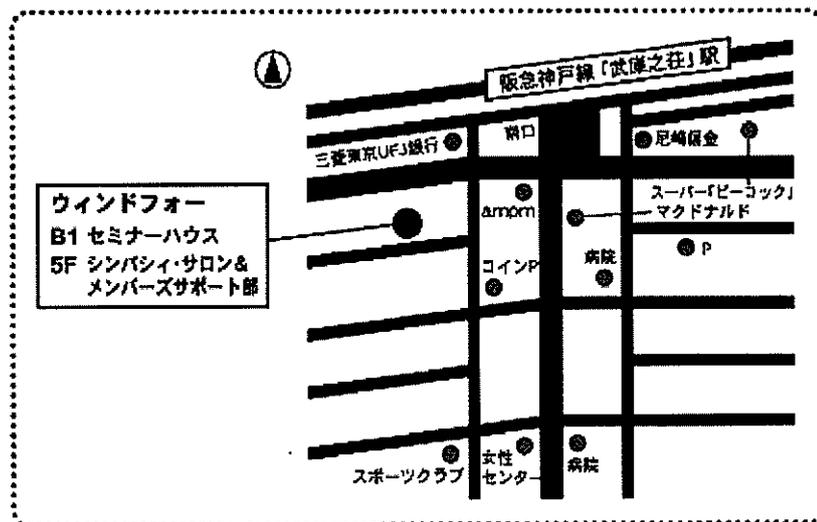 阪急神戸線「武庫之荘」駅
三菱東京UFJ銀行
南口
尼崎信金
スーパー「ピーコック」
マクドナルド
ampm
ウィンドフォー
B1 セミナーハウス
5F シンパシィ・サロン&
メンバーズサポート部
P
コインP
病院
スポーツクラブ
女性
センター
病院